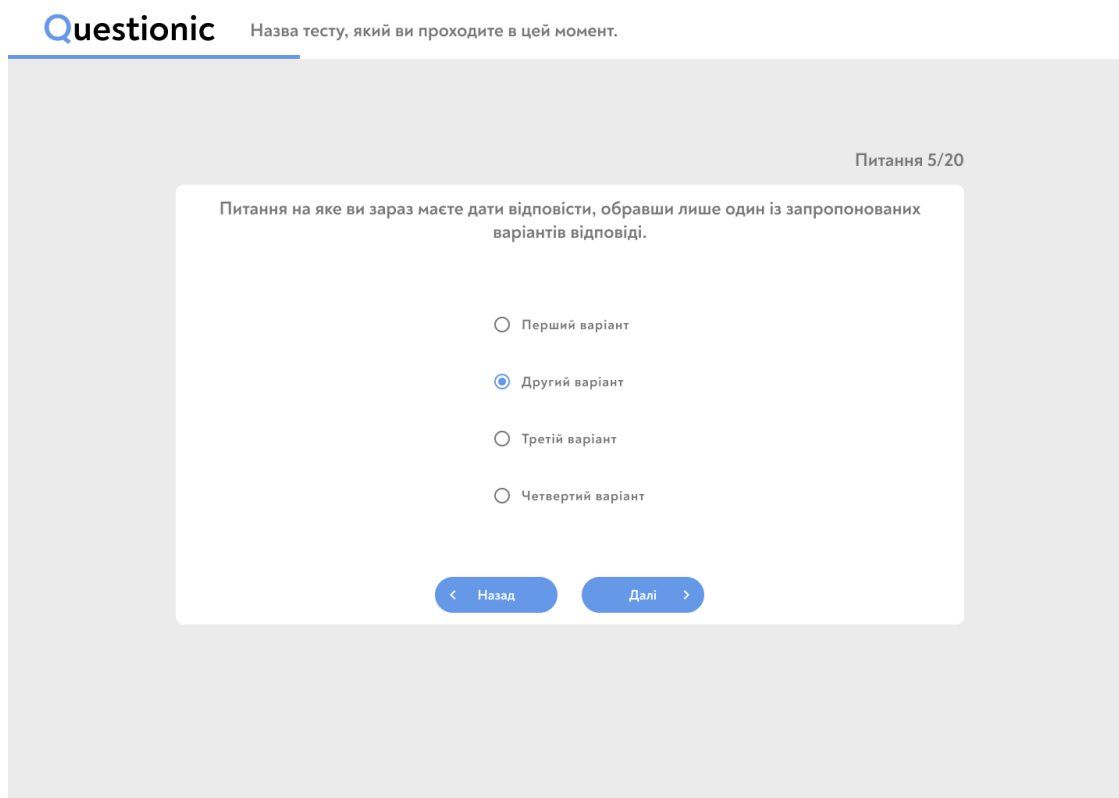 Questionic
Назва тесту, який ви проходите в цей момент.
Питання 5/20
Питання на яке ви зараз маєте дати відповісти, обравши лише один із запропонованих
варіантів відповіді.
Перший варіант
Другий варіант
Третій варіант
Четвертий варіант
Назад
Далі